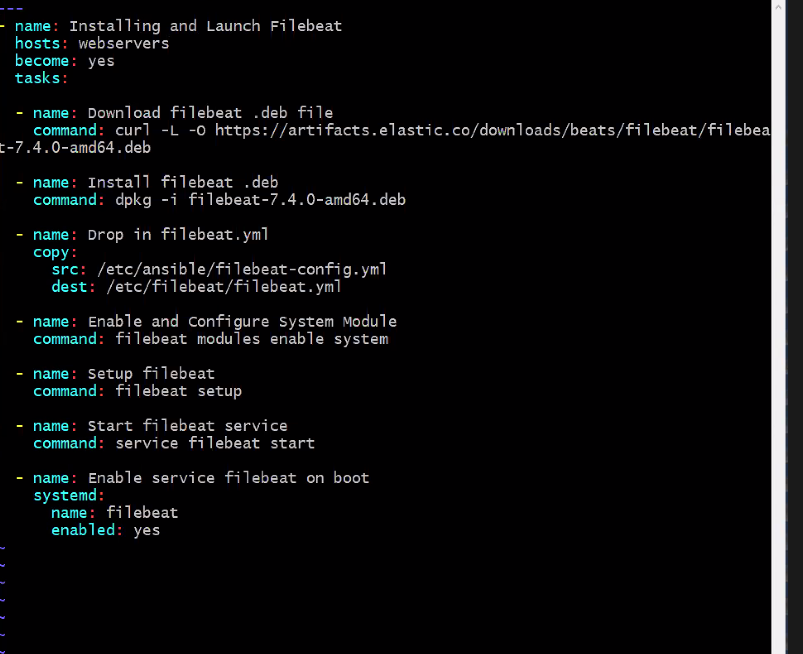 ---
- name: Installing and Launch Filebeat
hosts: webservers
become: yes
tasks:
- name: Download filebeat .deb file
command: curl -L -O https://artifacts.elastic.co/downloads/beats/filebeat/filebea
t-7.4.0-amd64.deb
- name: Install filebeat .deb
command: dpkg -i filebeat-7.4.0-amd64.deb
- name: Drop in filebeat.yml
copy:
src: /etc/ansible/filebeat-config.yml
dest: /etc/filebeat/filebeat.yml
- name: Enable and Configure System Module
command: filebeat modules enable system
- name: Setup filebeat
command: filebeat setup
- name: Start filebeat service
command: service filebeat start
- name: Enable service filebeat on boot
systemd:
name: filebeat
enabled: yes
~
~
~
~
~
~
~